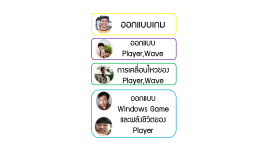 ออกแบบเกม
ออกแบบ
Player,Wave
การเคลื่อนไหวของ
Player,Wave
ออกแบบ
Windows Game
และพลังชีวิตของ
Player